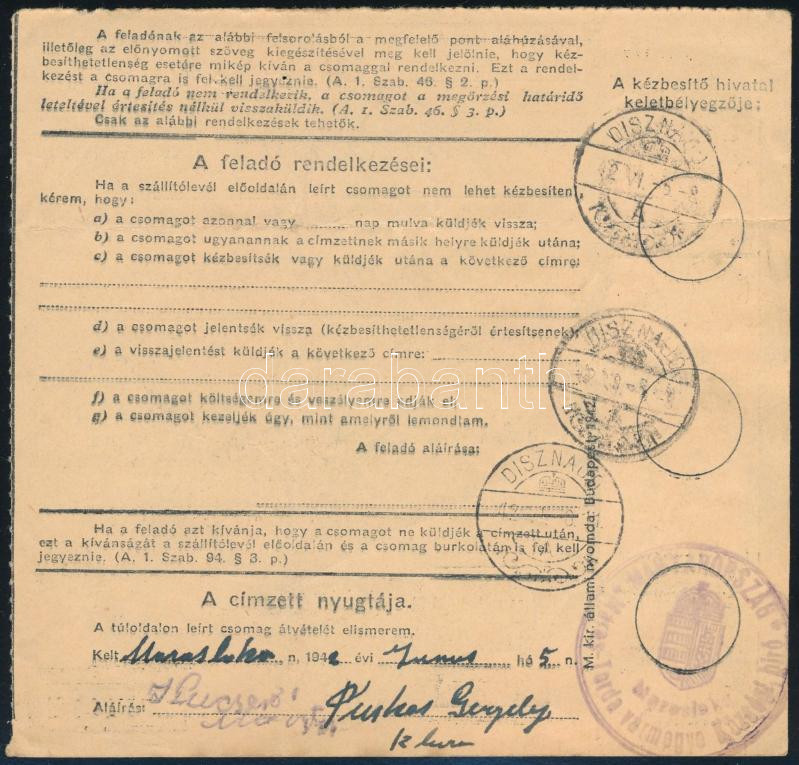 A feladónak az alábbi felsorolásból a megfelelő pont aláhúzásával,
illetőleg az előnyomott szöveg kiegészítésével meg kell jelölnie, hogy kéz-
besíthetetlenség esetére mikép kíván a csomaggal rendelkezni. Ezt a rendel-
kezést a csomagra is fel kell jegyeznie. (A. 1. Szab. 46. § 2. p.)
Ha a feladó nem rendelkezik, a csomagot a megőrzési határidő
leteltével értesítés nélkül visszaküldik. (A. 1. Szab. 46. § 3. p.)
Csak az alábbi rendelkezések tehetők.
A kézbesítő hivatal
keletbélyegzője:
DISZNAJÓ
A feladó rendelkezései:
Ha a szállítólevél előoldalán leírt csomagot nem lehet kézbesíteni
kérem, hogy:
a) a csomagot azonnal vagy ........ nap mulva küldjék vissza;
b) a csomagot ugyanannak a címzettnek másik helyre küldjék utána;
c) a csomagot kézbesítsék vagy küldjék utána a következő címre:
d) a csomagot jelentsék vissza (kézbesíthetetlenségéről értesítsenek);
e) a visszajelentést küldjék a következő címre:
DISZNAJÓ
f) a csomagot költségemre és veszélyemre adják el;
g) a csomagot kezeljék úgy, mint amelyről lemondtam.
A feladó aláírása:
DISZNAJÓ
darabanth
Ha a feladó azt kívánja, hogy a csomagot ne küldjék a címzett után,
ezt a kívánságát a szállítólevél előoldalán és a csomag burkolatán is fel kell
jegyeznie. (A. 1. Szab. 94. § 3. p.)
M. kir. állami nyomda. Budapest, 1942.
A címzett nyugtája.
A túloldalon leírt csomag átvételét elismerem.
Kelt Marosleka n, 1942 évi Junus hó 5 n.
Aláírás: Puskas Gergely